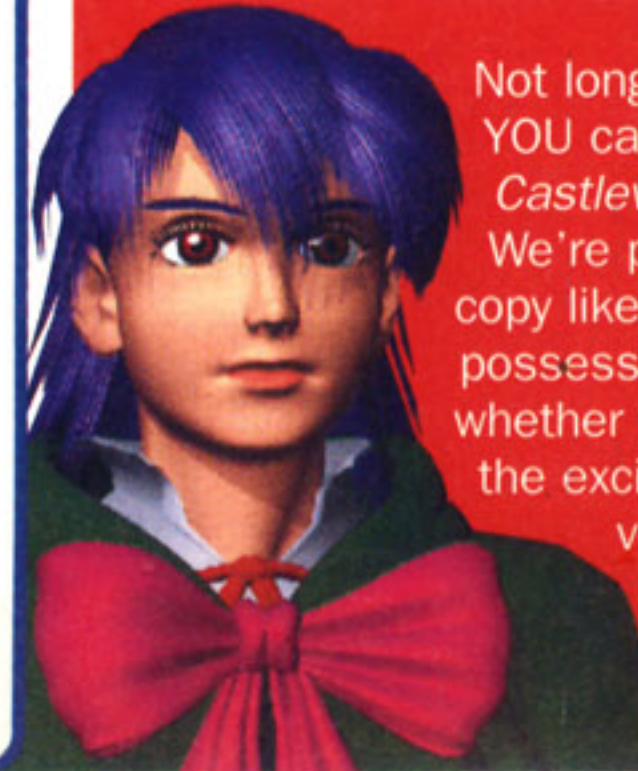 Not long
YOU ca
Castlev
We're p
copy like
possess
whether
the exci
v